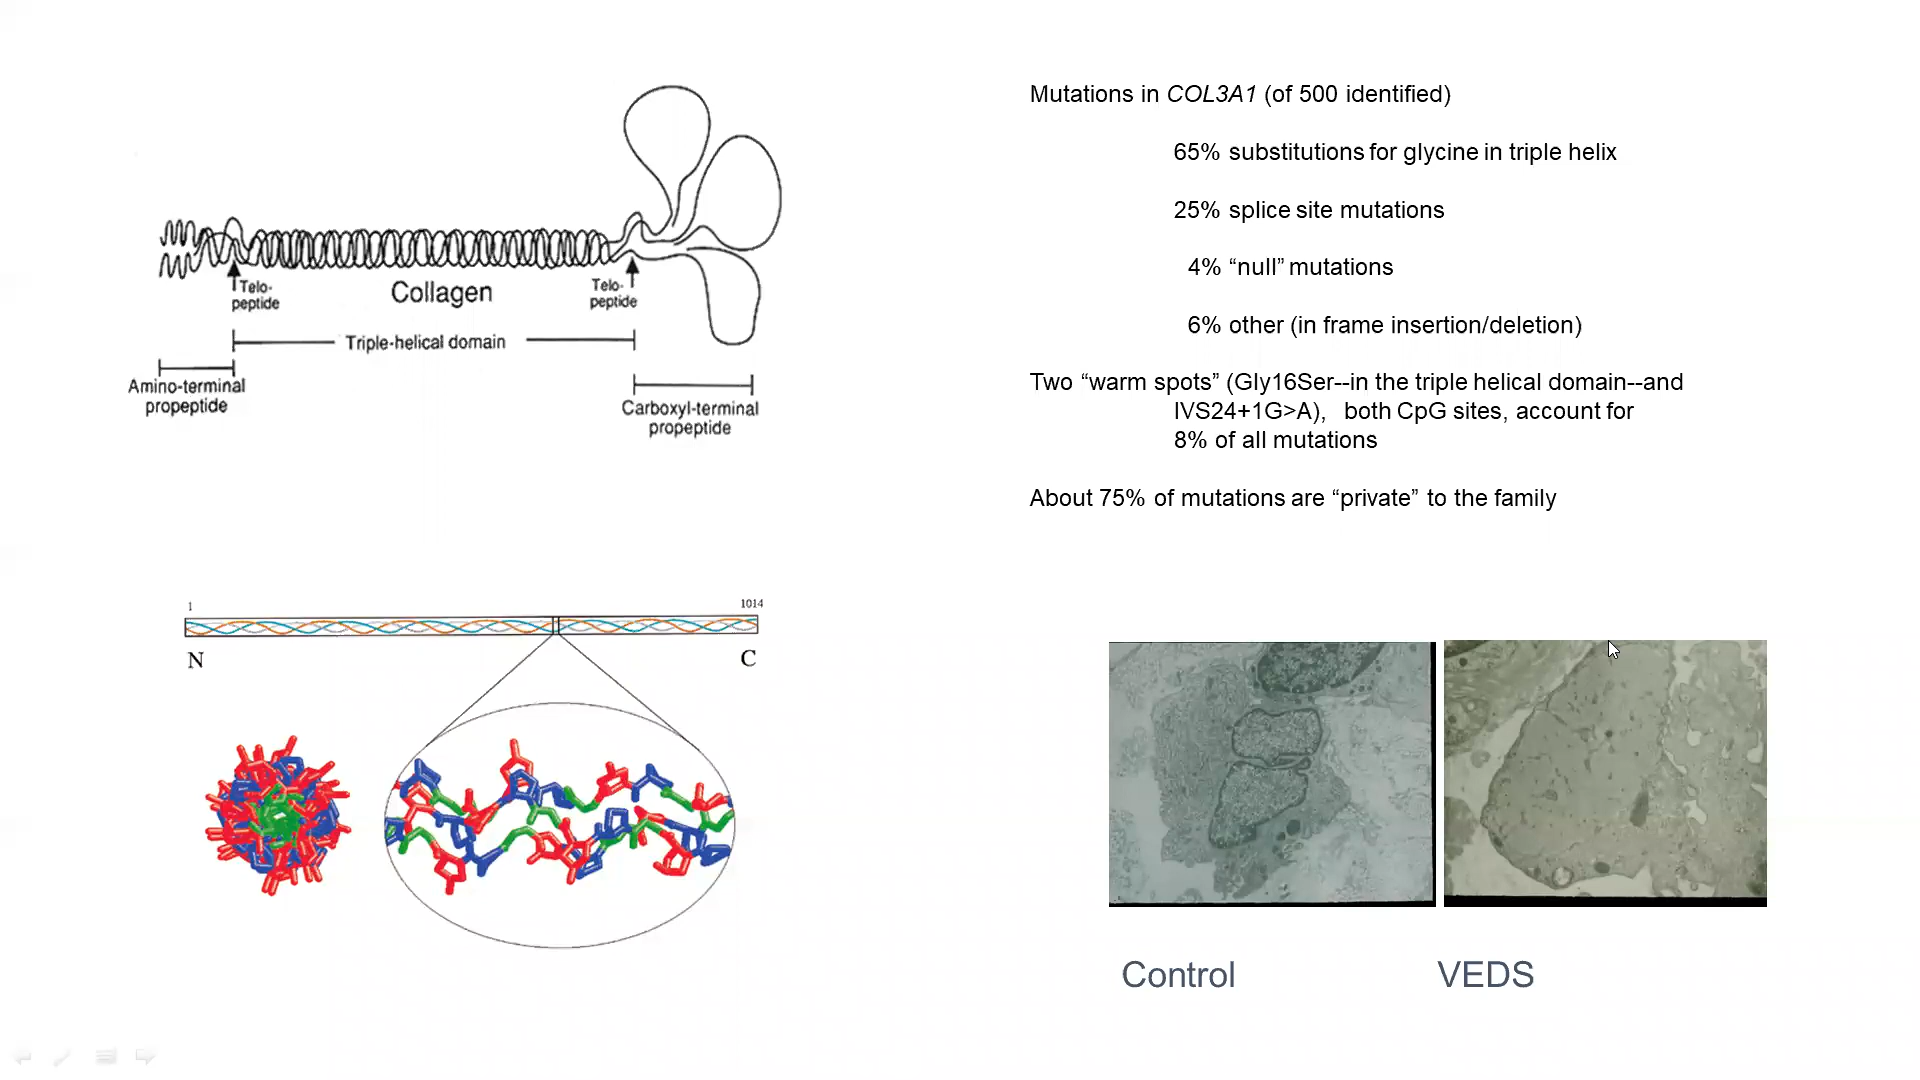 Telo-
peptide
Collagen
Telo-
peptide
Triple-helical domain
Amino-terminal
propeptide
Carboxyl-terminal
propeptide
Mutations in COL3A1 (of 500 identified)
65% substitutions for glycine in triple helix
25% splice site mutations
4% “null” mutations
6% other (in frame insertion/deletion)
Two “warm spots” (Gly16Ser--in the triple helical domain--and
IVS24+1G>A), both CpG sites, account for
8% of all mutations
About 75% of mutations are “private” to the family
1
1014
N
C
Control
VEDS